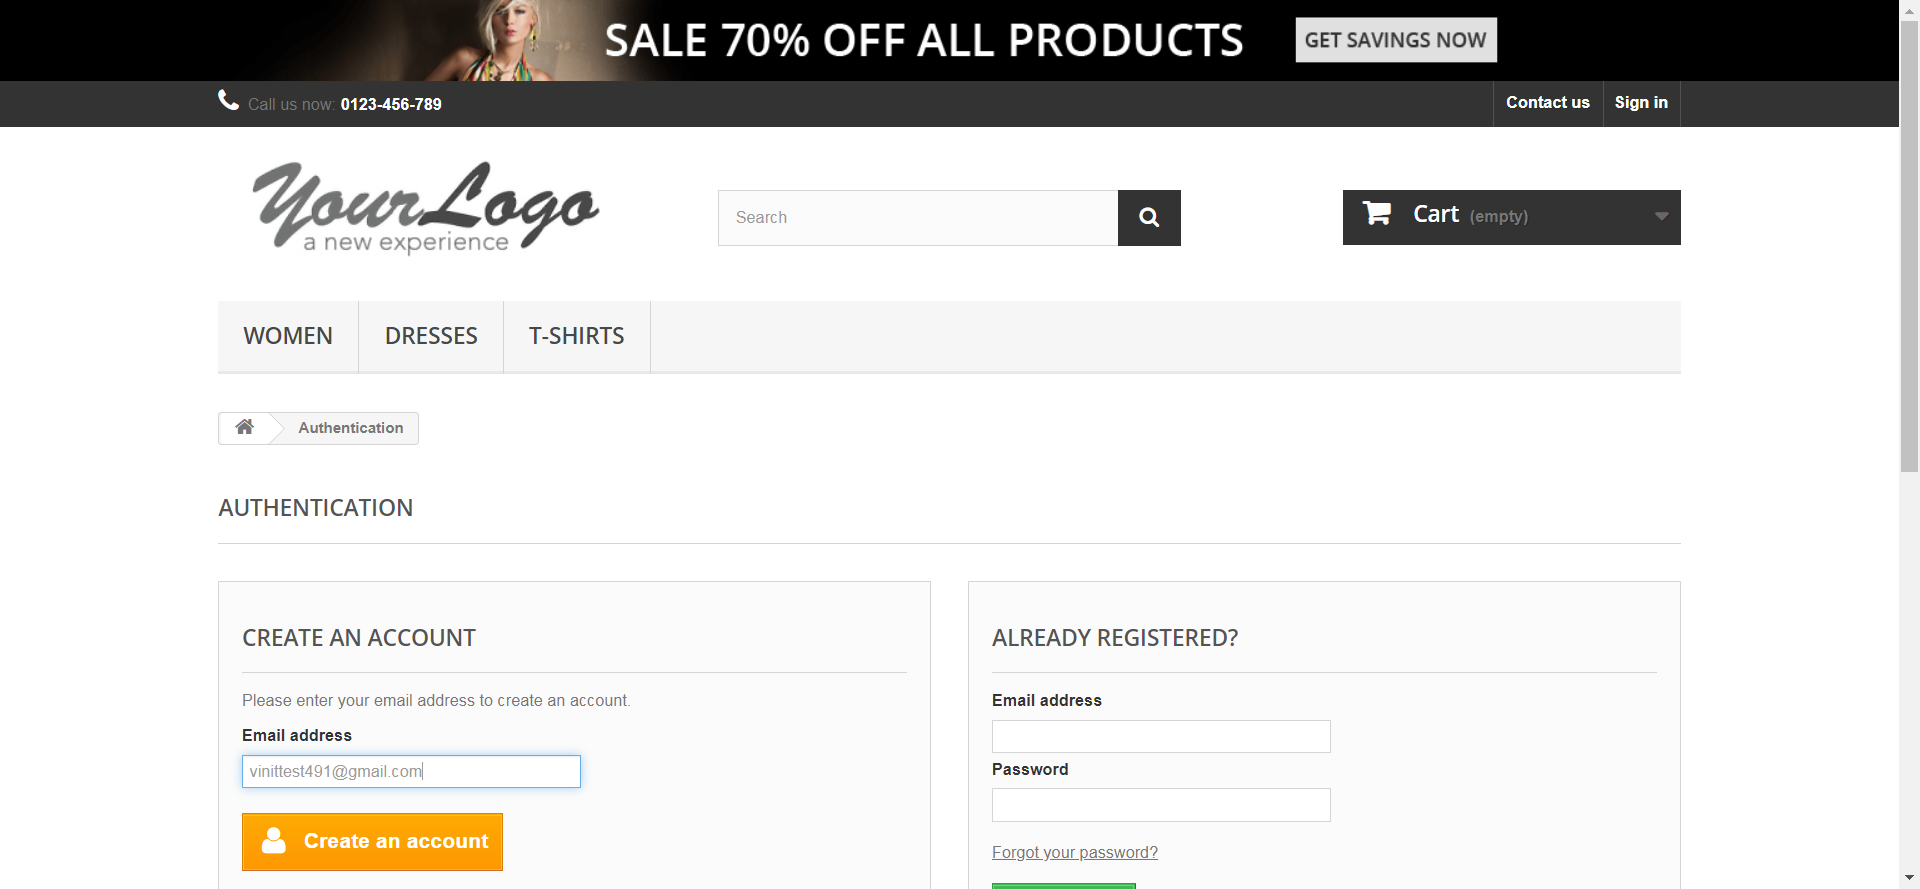 SALE 70% OFF ALL PRODUCTS GET SAVINGS NOW
Call us now: 0123-456-789 Contact us Sign in
YourLogo
a new experience
Search
Cart (empty)
WOMEN DRESSES T-SHIRTS
Authentication
AUTHENTICATION
CREATE AN ACCOUNT
Please enter your email address to create an account.
Email address
vinittest491@gmail.com
Create an account
ALREADY REGISTERED?
Email address
Password
Forgot your password?